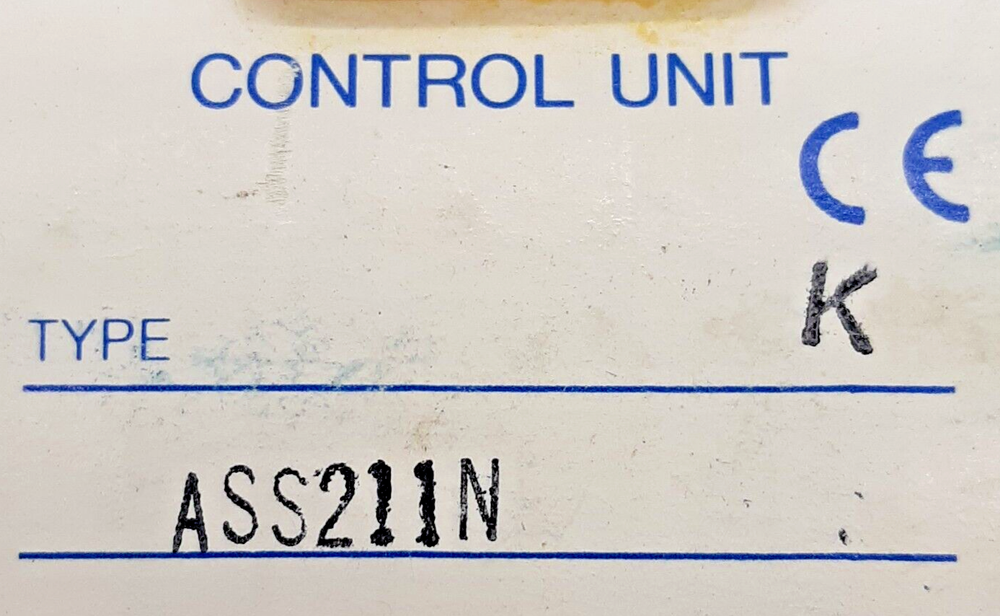 CONTROL UNIT
CE
K
TYPE
ASS211N